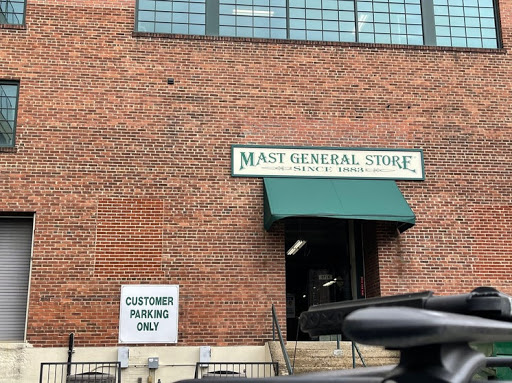 MAST GENERAL STORE
SINCE 1883
CUSTOMER
PARKING
ONLY